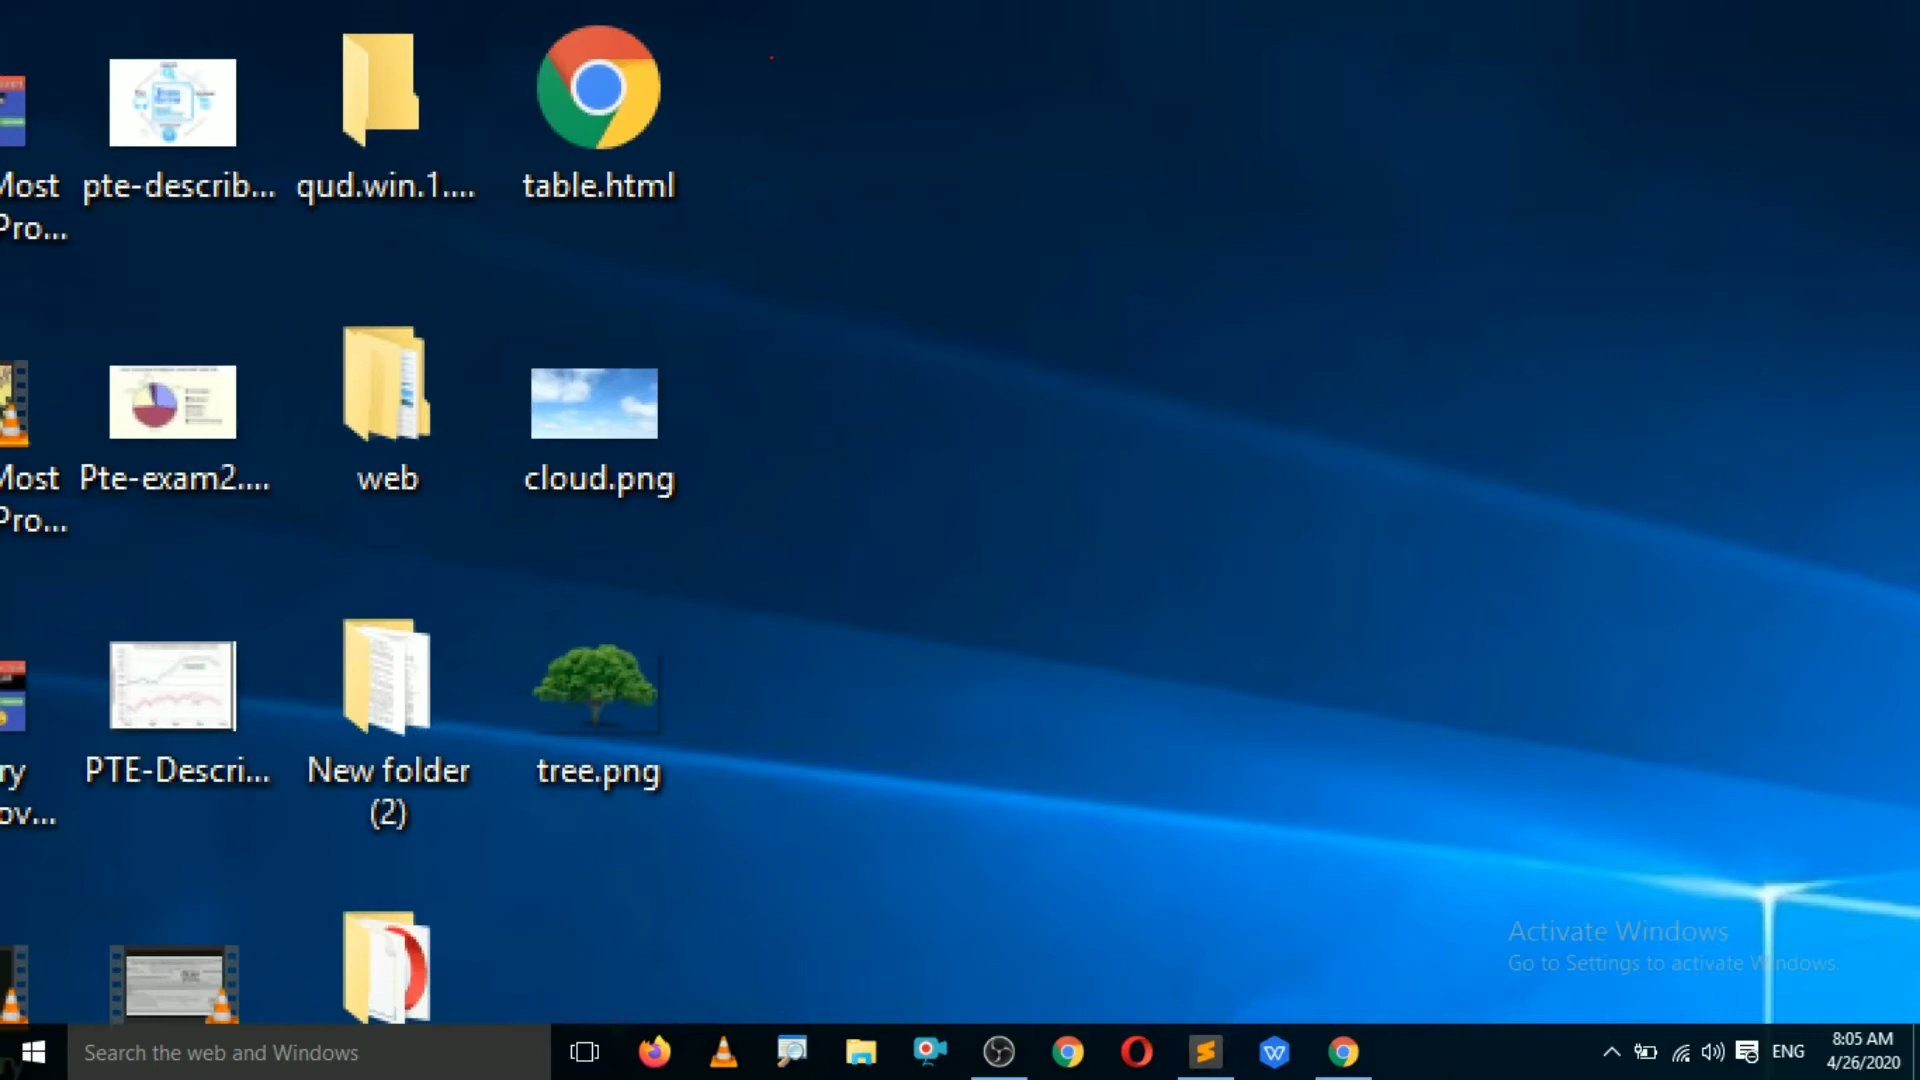 Most
Pro...
pte-describ...
qud.win.1....
table.html
Most
Pro...
Pte-exam2....
web
cloud.png
ry
ov...
PTE-Descri...
New folder
(2)
tree.png
Activate Windows
Go to Settings to activate Windows.
Search the web and Windows
ENG
8:05 AM
4/26/2020